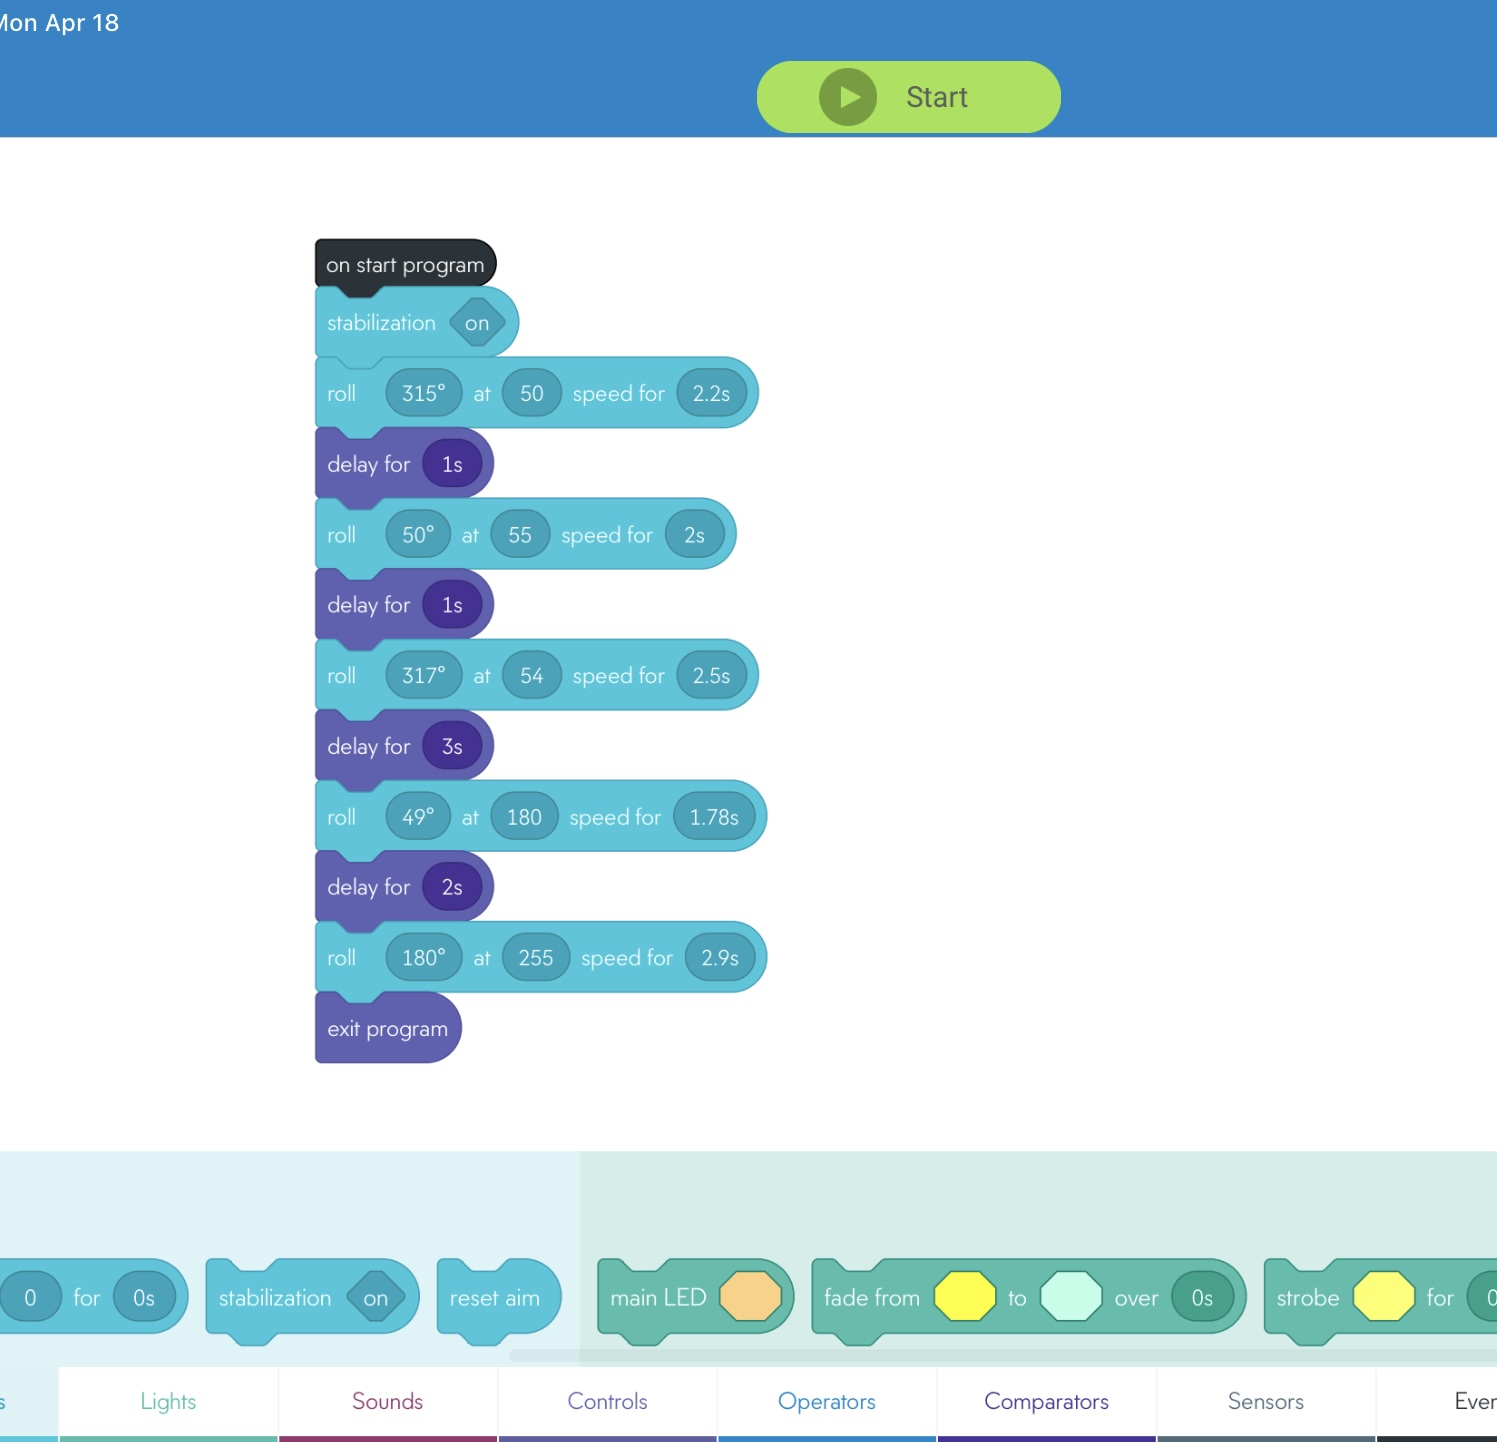 Mon Apr 18
Start
on start program
stabilization on
roll 315° at 50 speed for 2.2s
delay for 1s
roll 50° at 55 speed for 2s
delay for 1s
roll 317° at 54 speed for 2.5s
delay for 3s
roll 49° at 180 speed for 1.78s
delay for 2s
roll 180° at 255 speed for 2.9s
exit program
0 for 0s stabilization on reset aim main LED fade from to over 0s strobe for 0
s Lights Sounds Controls Operators Comparators Sensors Even